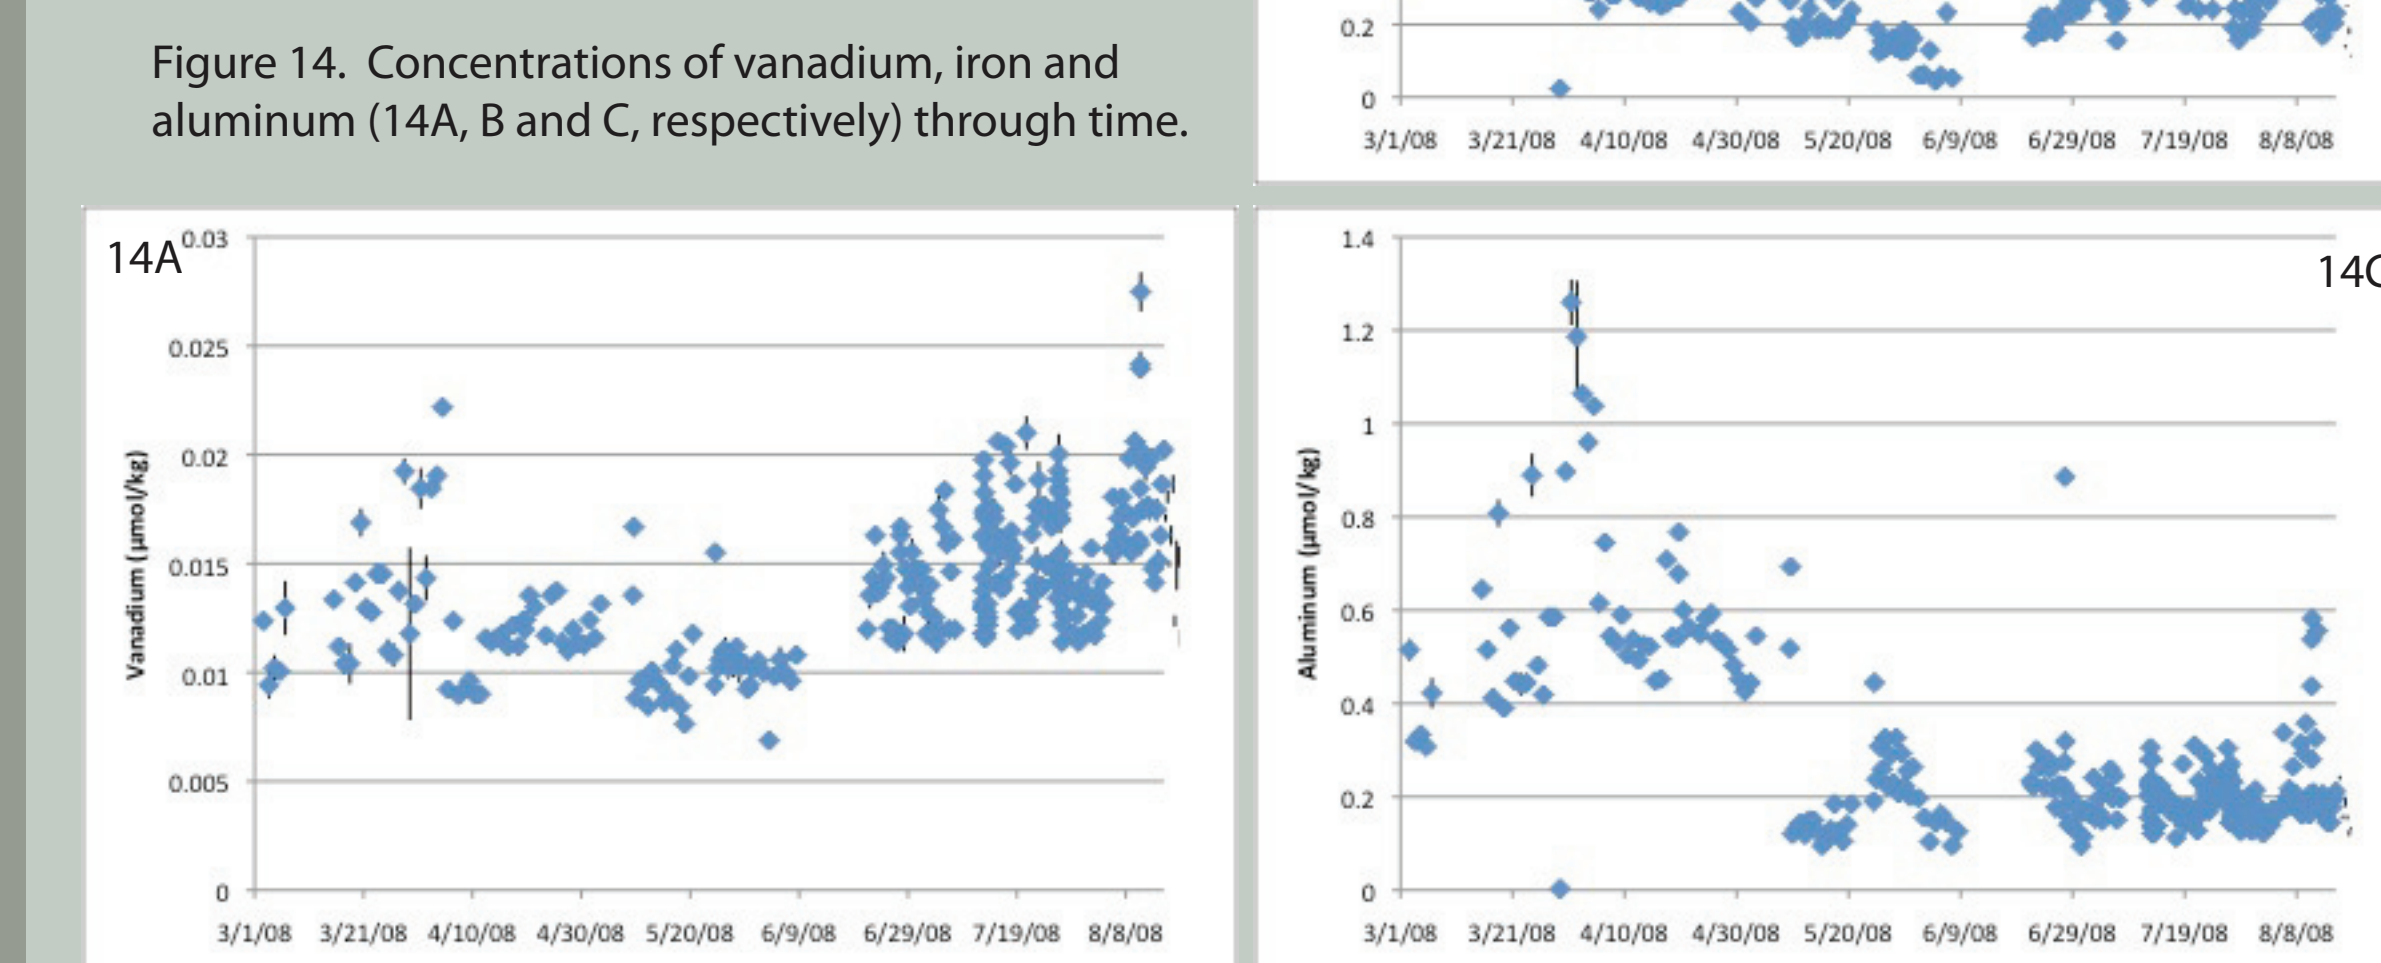 Figure 14. Concentrations of vanadium, iron and
aluminum (14A, B and C, respectively) through time.
0.2
0
3/1/08 3/21/08 4/10/08 4/30/08 5/20/08 6/9/08 6/29/08 7/19/08 8/8/08
14A
Vanadium (µmol/kg)
0.03
0.025
0.02
0.015
0.01
0.005
0
3/1/08 3/21/08 4/10/08 4/30/08 5/20/08 6/9/08 6/29/08 7/19/08 8/8/08
14C
Aluminum (µmol/kg)
1.4
1.2
1
0.8
0.6
0.4
0.2
0
3/1/08 3/21/08 4/10/08 4/30/08 5/20/08 6/9/08 6/29/08 7/19/08 8/8/08